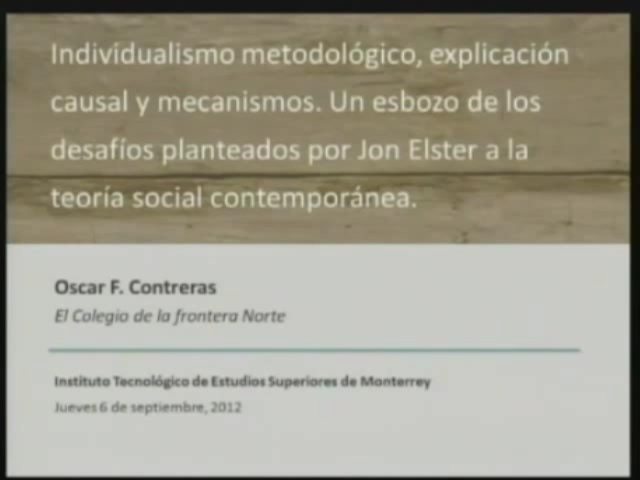 Individualismo metodológico, explicación
causal y mecanismos. Un esbozo de los
desafíos planteados por Jon Elster a la
teoría social contemporánea.
Oscar F. Contreras
El Colegio de la frontera Norte
Instituto Tecnológico de Estudios Superiores de Monterrey
Jueves 6 de septiembre, 2012